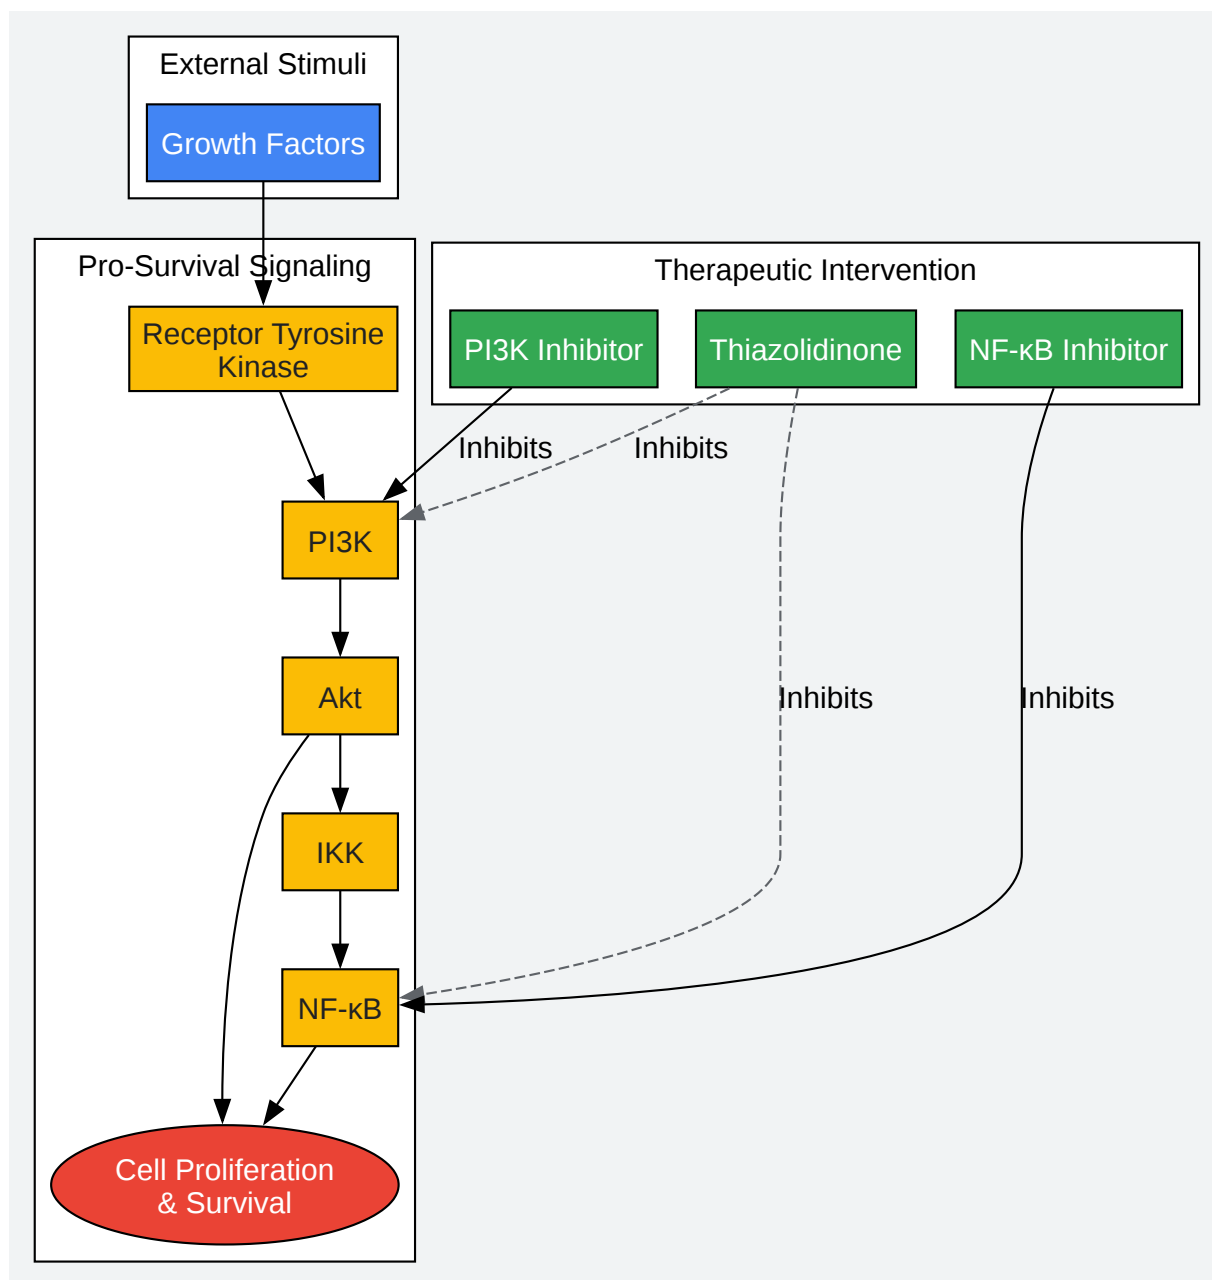 External Stimuli
Growth Factors
Pro-Survival Signaling
Therapeutic Intervention
Receptor Tyrosine
Kinase
PI3K Inhibitor
Thiazolidinone
NF-κB Inhibitor
Inhibits
Inhibits
PI3K
Akt
Inhibits
Inhibits
IKK
NF-κB
Cell Proliferation
& Survival